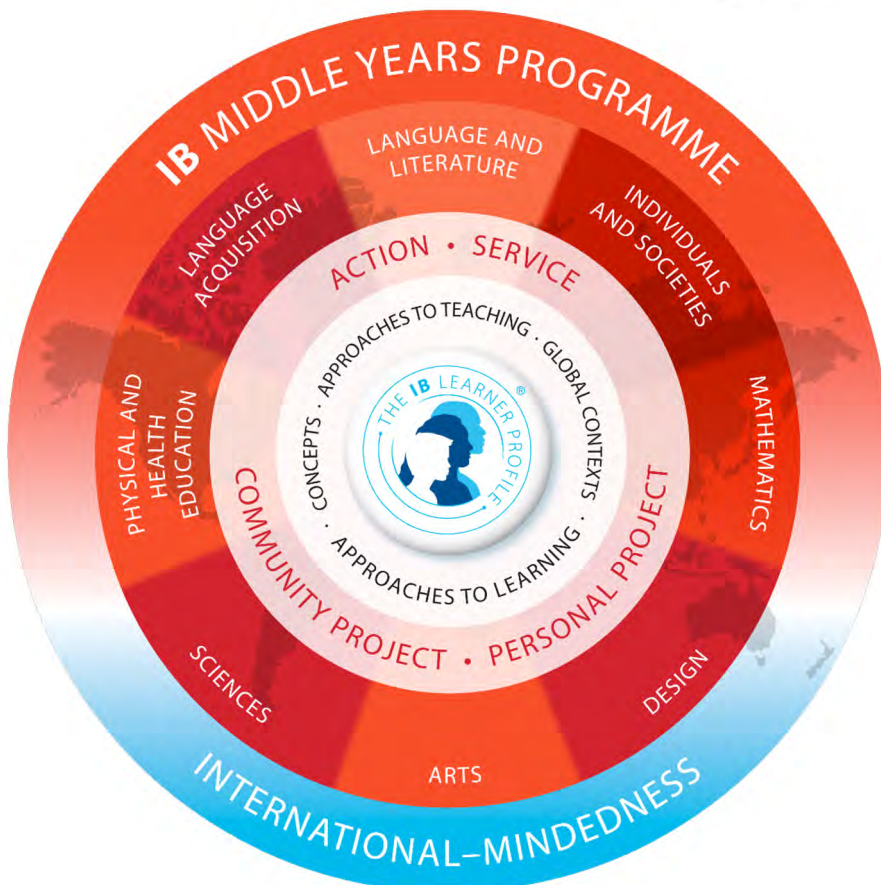 IB MIDDLE YEARS PROGRAMME
LANGUAGE AND
LITERATURE
INDIVIDUALS
AND SOCIETIES
MATHEMATICS
DESIGN
ARTS
SCIENCES
PHYSICAL AND
HEALTH
EDUCATION
LANGUAGE
ACQUISITION
ACTION • SERVICE
COMMUNITY PROJECT • PERSONAL PROJECT
· CONCEPTS · APPROACHES TO TEACHING · GLOBAL CONTEXTS ·
APPROACHES TO LEARNING
THE IB LEARNER PROFILE ®
INTERNATIONAL–MINDEDNESS